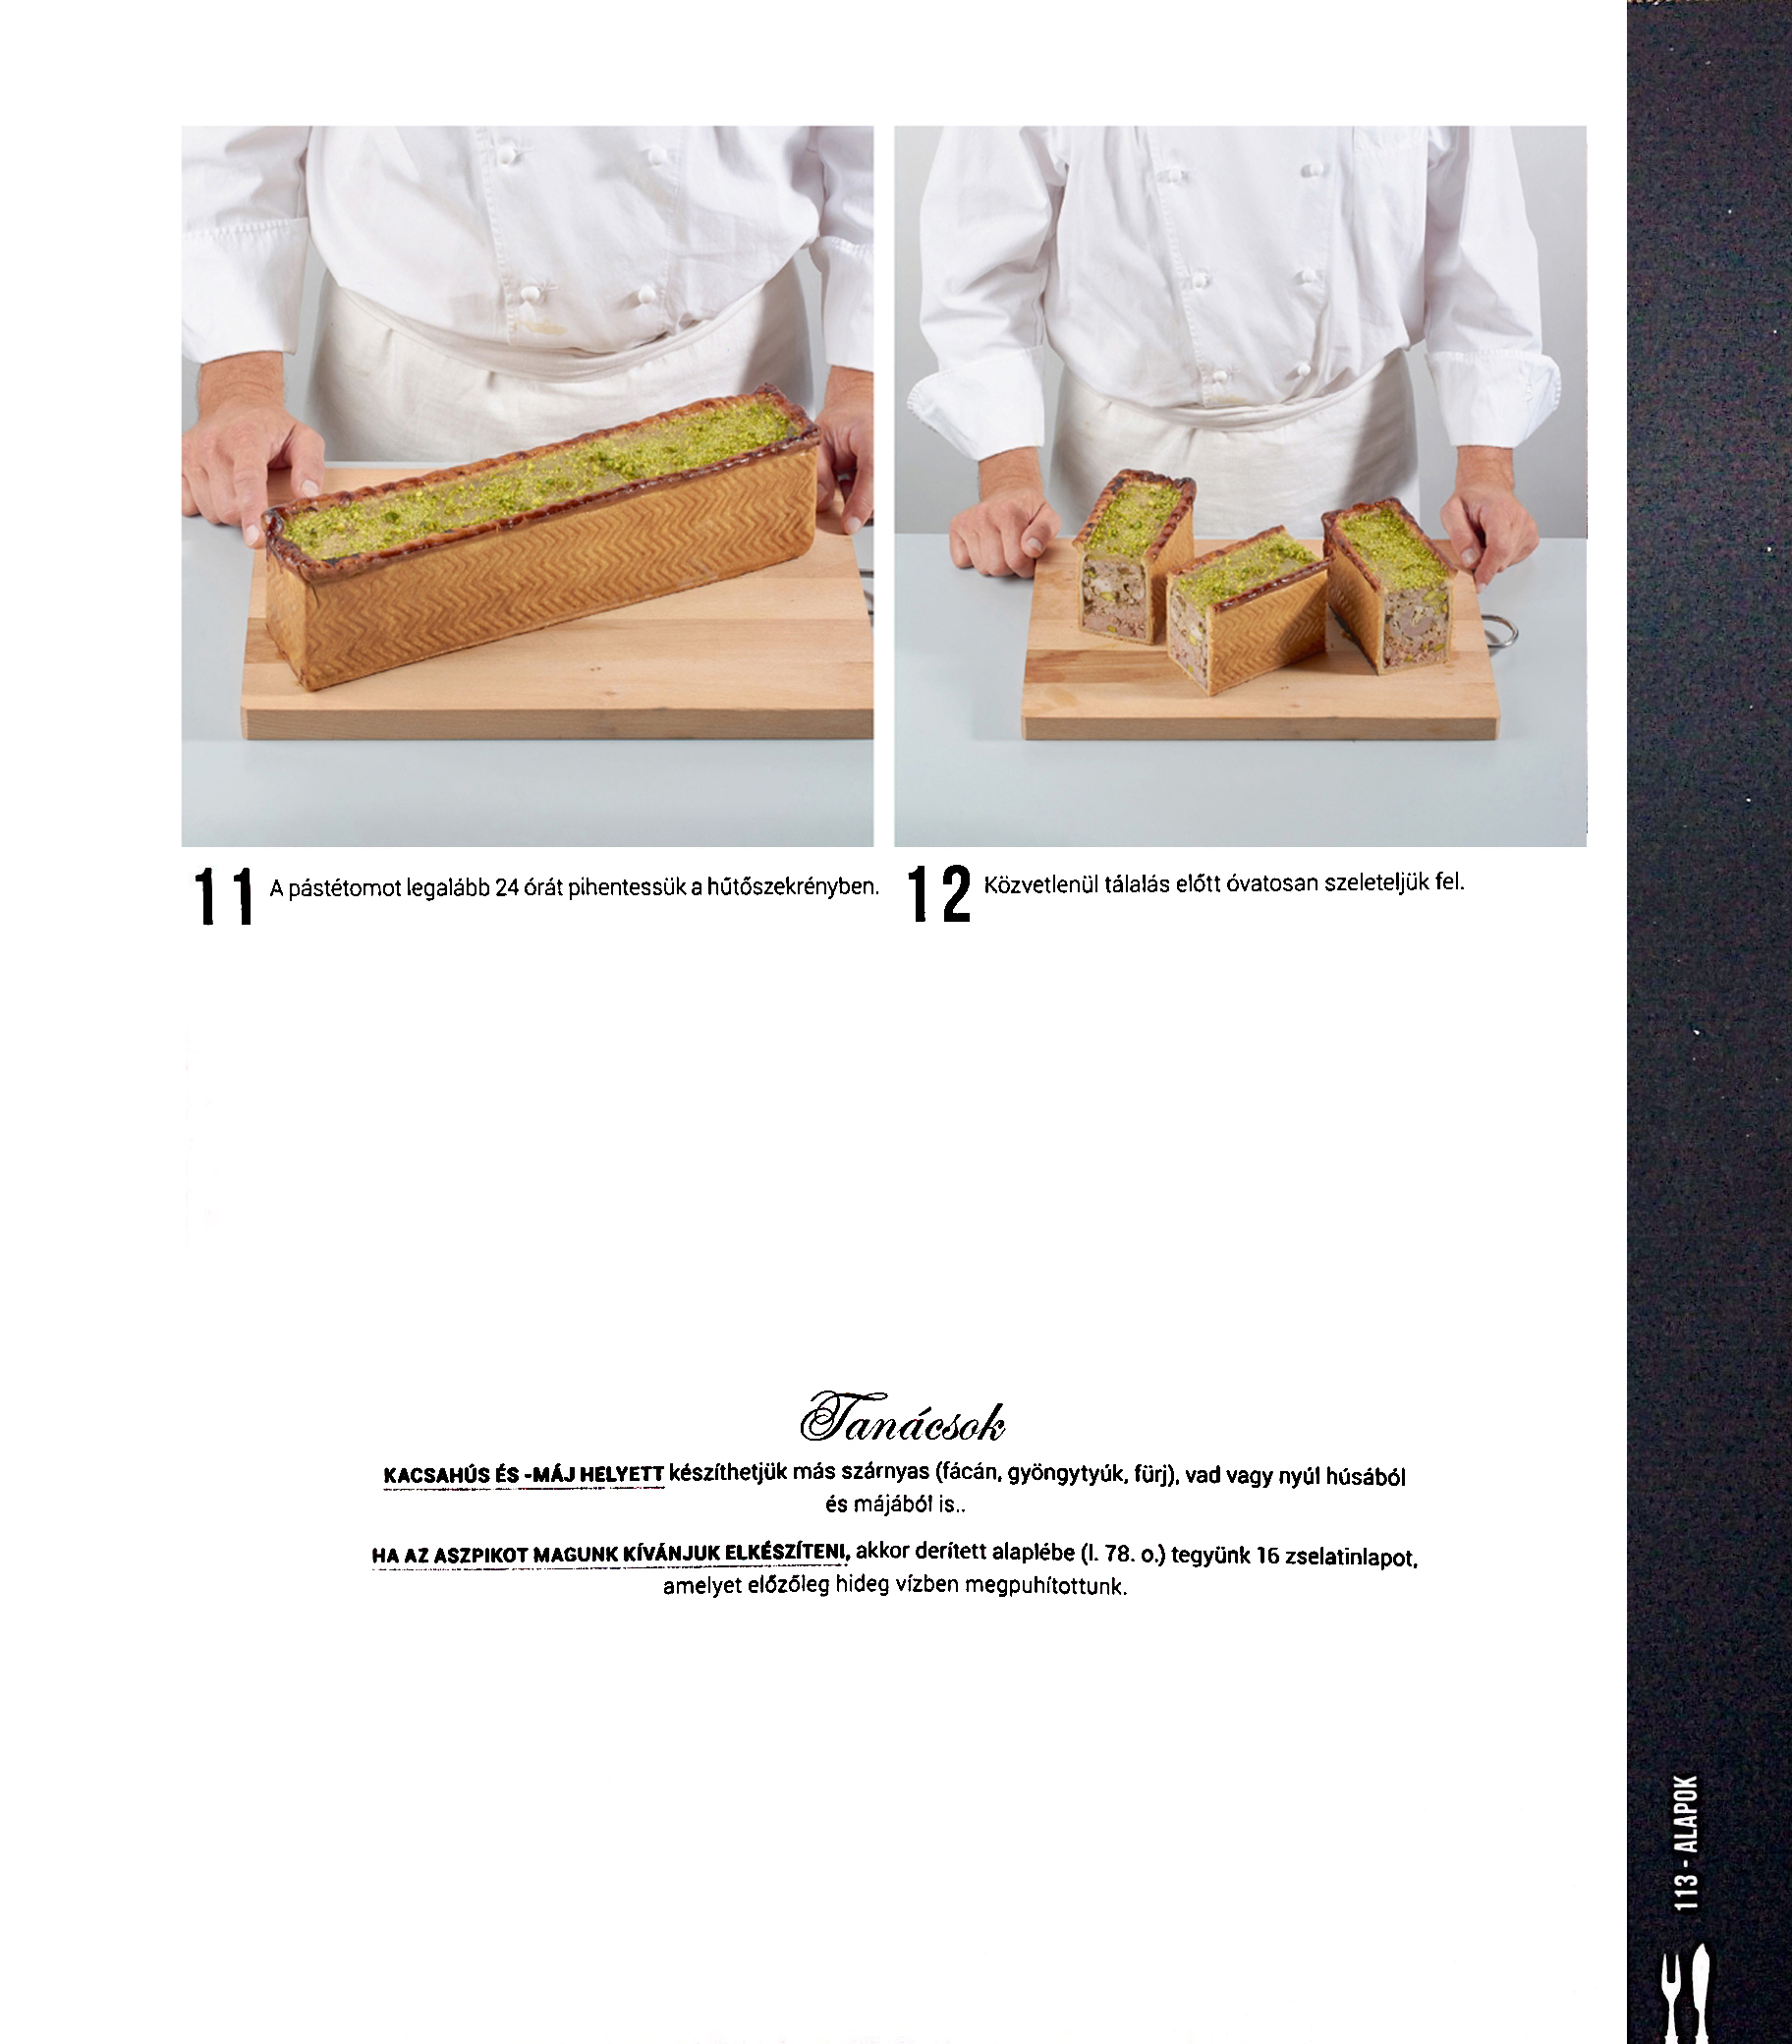 11 A pástétomot legalább 24 órát pihentessük a hűtőszekrényben.
12 Közvetlenül tálalás előtt óvatosan szeleteljük fel.
Tanácsok
KACSAHÚS ÉS -MÁJ HELYETT készíthetjük más szárnyas (fácán, gyöngytyúk, fürj), vad vagy nyúl húsából
és májából is..
HA AZ ASZPIKOT MAGUNK KÍVÁNJUK ELKÉSZÍTENI, akkor derített alaplébe (l. 78. o.) tegyünk 16 zselatinlapot,
amelyet előzőleg hideg vízben megpuhítottunk.
113 - ALAPOK